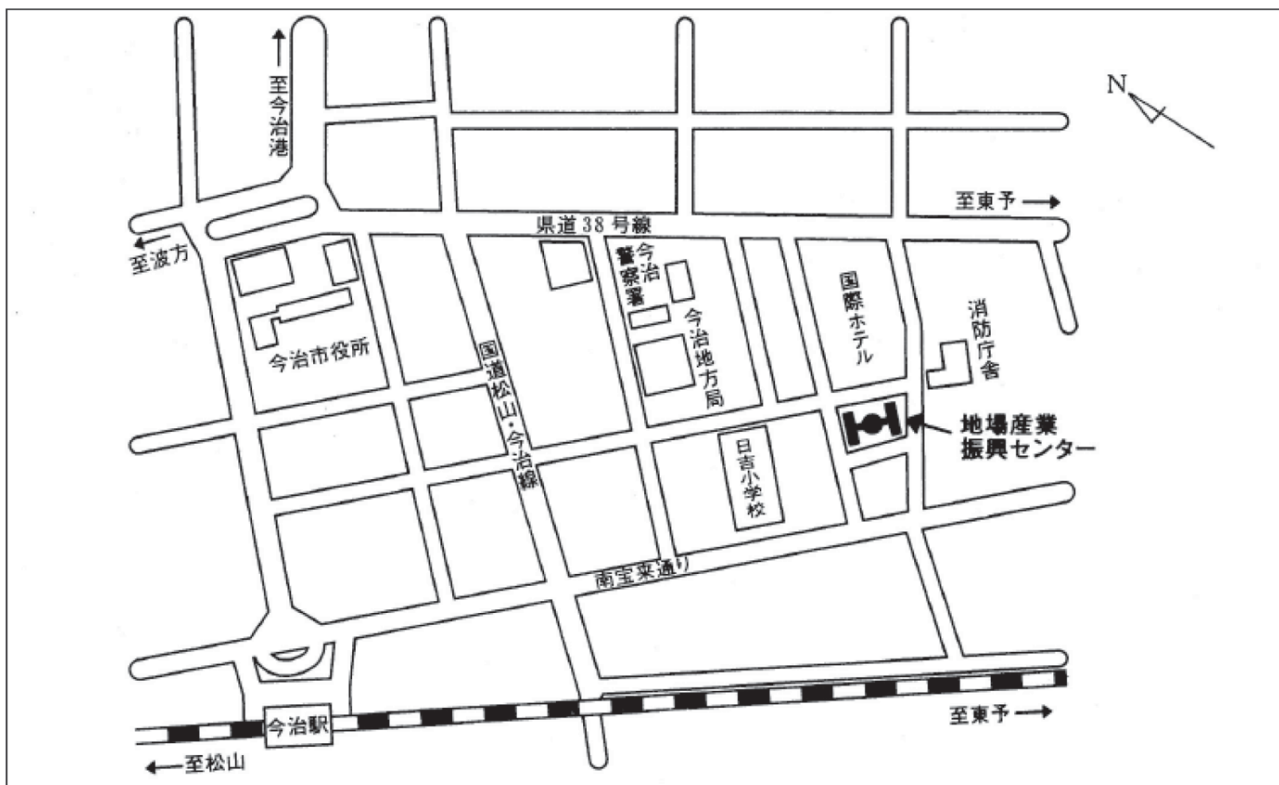 至今治港
N
至東予
県道38号線
至波方
今治警察署
国際ホテル
消防庁舎
今治地方局
今治市役所
国道松山・今治線
地場産業
振興センター
日吉小学校
南宝来通り
今治駅
至東予
至松山